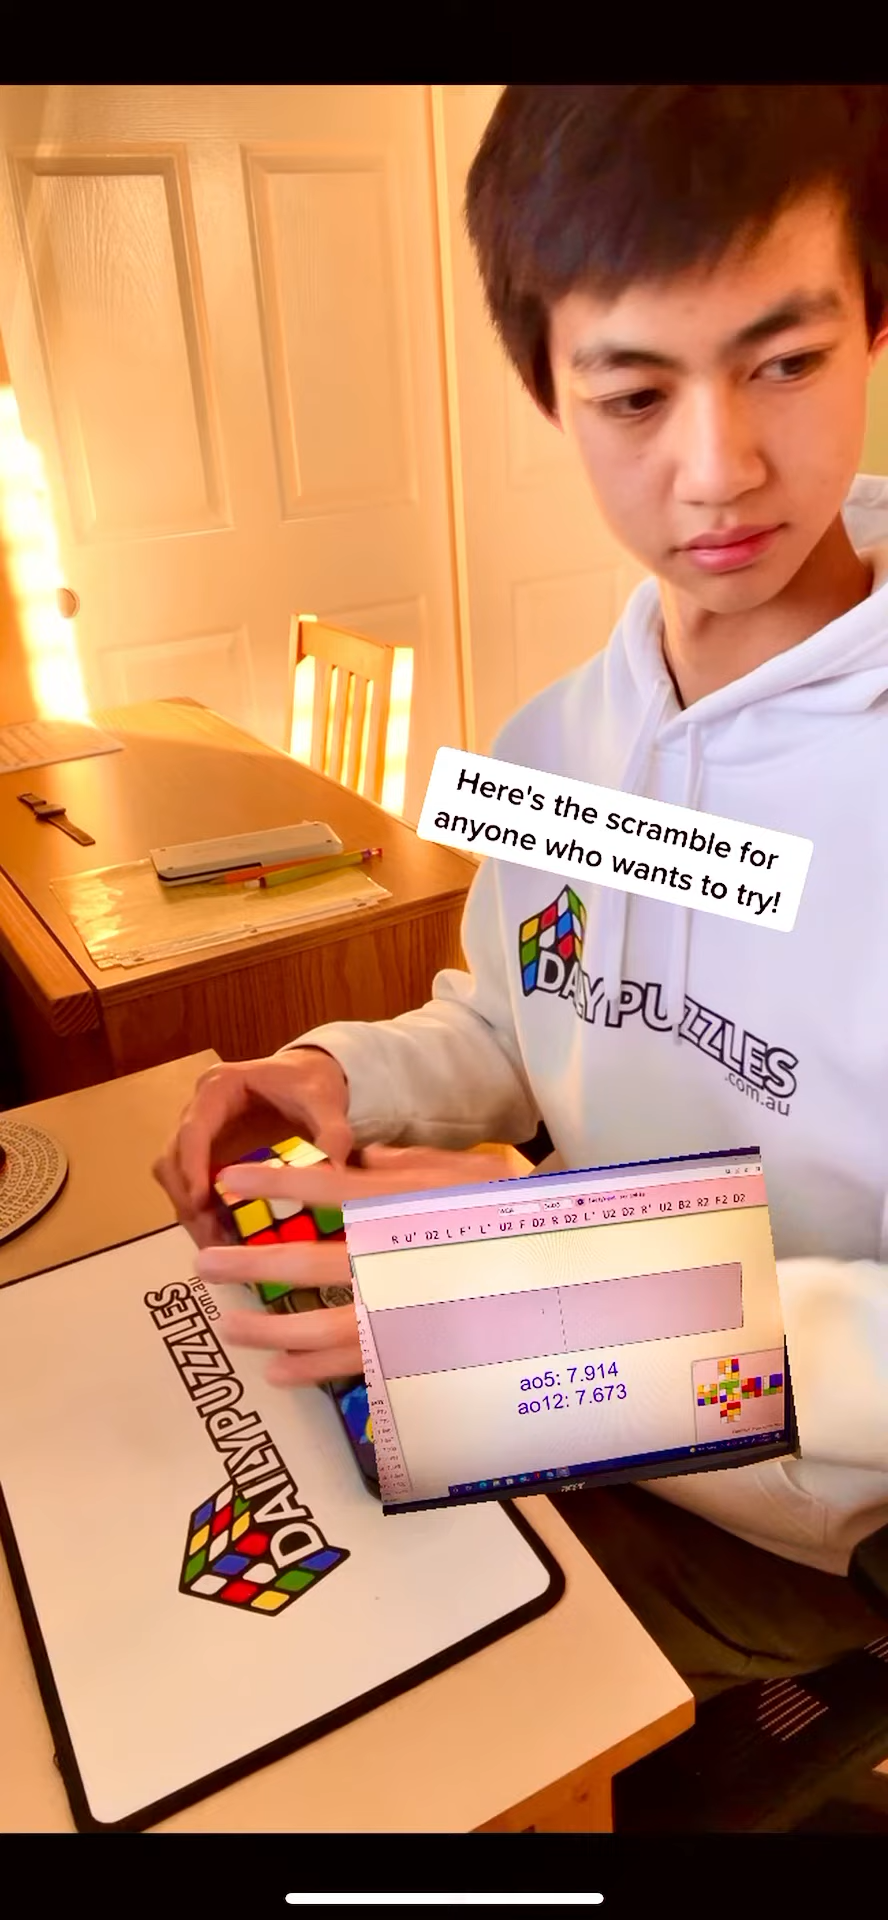 Here's the scramble for
anyone who wants to try!
DAILYPUZZLES
.com.au
R U' D2 L F' L' U2 F D2 R D2 L' U2 D2 R' U2 B2 R2 F2 D2
ao5: 7.914
ao12: 7.673
acer
DAILYPUZZLES
.com.au